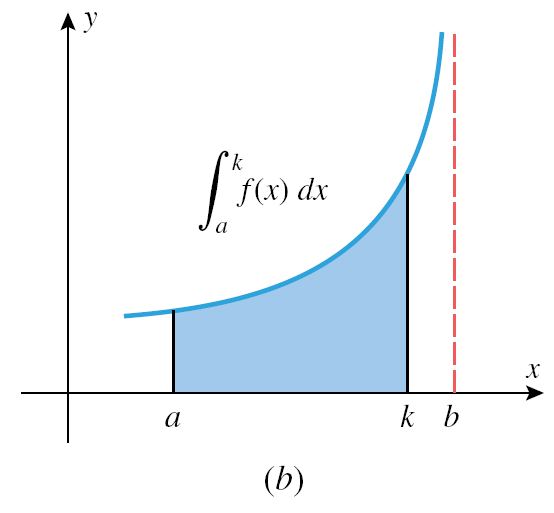 y
∫ₐᵏ f(x) dx
x
a k b
(b)